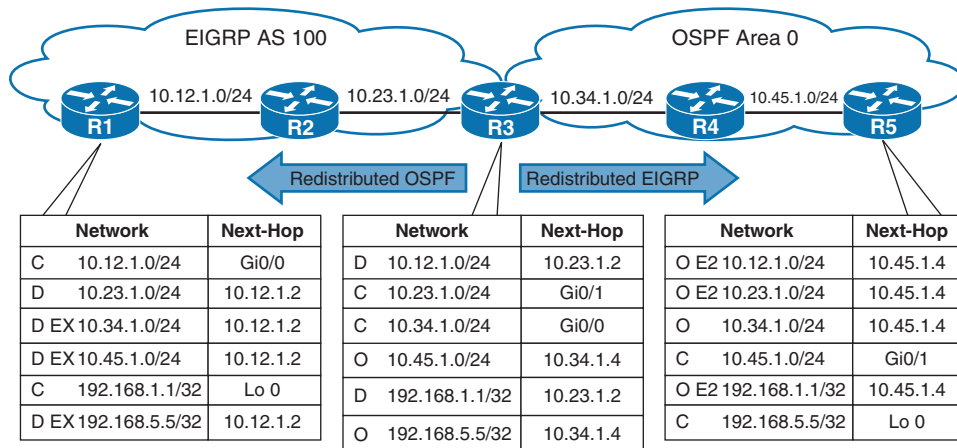 EIGRP AS 100
OSPF Area 0
10.12.1.0/24
10.23.1.0/24
10.34.1.0/24
10.45.1.0/24
R1
R2
R3
R4
R5
Redistributed OSPF
Redistributed EIGRP
Network Next-Hop
C 10.12.1.0/24 Gi0/0
D 10.23.1.0/24 10.12.1.2
D EX 10.34.1.0/24 10.12.1.2
D EX 10.45.1.0/24 10.12.1.2
C 192.168.1.1/32 Lo 0
D EX 192.168.5.5/32 10.12.1.2
Network Next-Hop
D 10.12.1.0/24 10.23.1.2
C 10.23.1.0/24 Gi0/1
C 10.34.1.0/24 Gi0/0
O 10.45.1.0/24 10.34.1.4
D 192.168.1.1/32 10.23.1.2
O 192.168.5.5/32 10.34.1.4
Network Next-Hop
O E2 10.12.1.0/24 10.45.1.4
O E2 10.23.1.0/24 10.45.1.4
O 10.34.1.0/24 10.45.1.4
C 10.45.1.0/24 Gi0/1
O E2 192.168.1.1/32 10.45.1.4
C 192.168.5.5/32 Lo 0